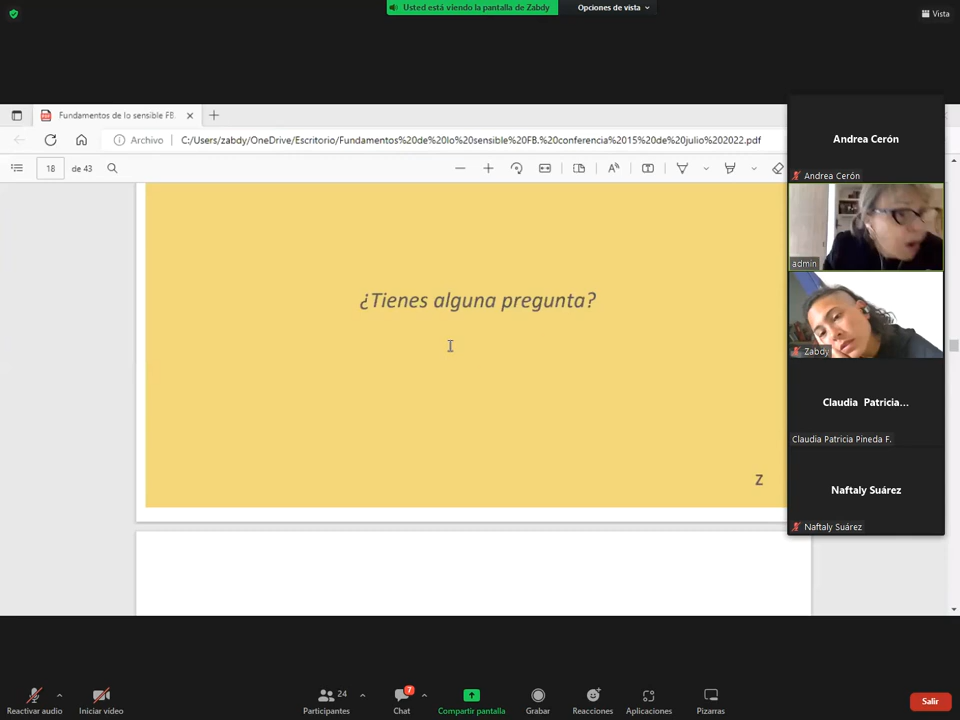 Usted está viendo la pantalla de Zabdy
Opciones de vista
Vista
Fundamentos de lo sensible FB.
Archivo
C:/Users/zabdy/OneDrive/Escritorio/Fundamentos%20de%20lo%20sensible%20FB.%20conferencia%2015%20de%20julio%202022.pdf
18 de 43
¿Tienes alguna pregunta?
Z
Andrea Cerón
Andrea Cerón
admin
Zabdy
Claudia Patricia...
Claudia Patricia Pineda F.
Naftaly Suárez
Naftaly Suárez
Reactivar audio
Iniciar video
24
Participantes
7
Chat
Compartir pantalla
Grabar
Reacciones
Aplicaciones
Pizarras
Salir